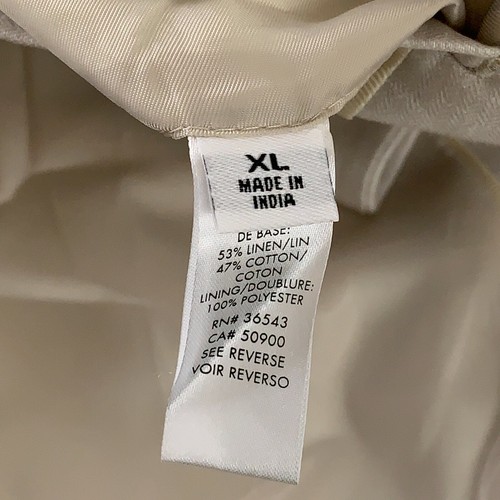 XL
MADE IN
INDIA
DE BASE:
53% LINEN/LIN
47% COTTON/
COTON
LINING/DOUBLURE:
100% POLYESTER
RN# 36543
CA# 50900
SEE REVERSE
VOIR REVERSO